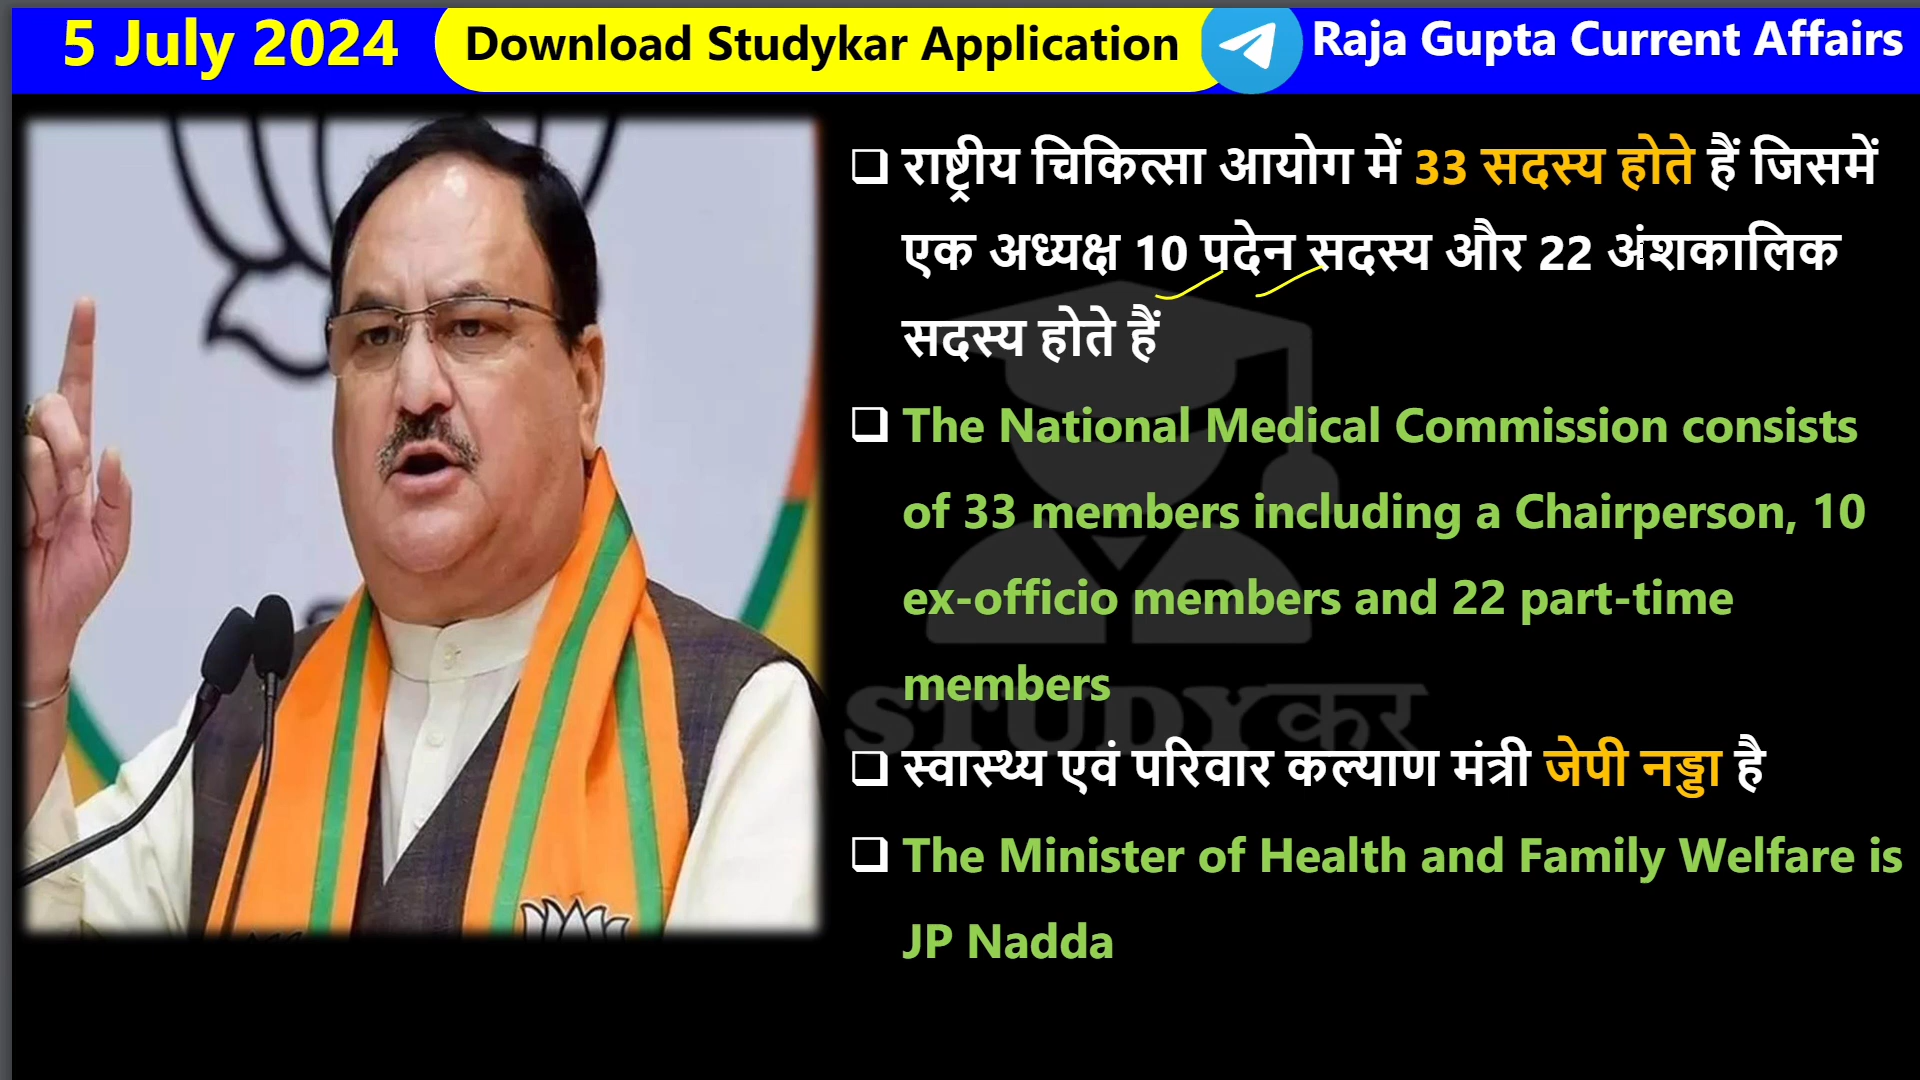 5 July 2024
Download Studykar Application
Raja Gupta Current Affairs
राष्ट्रीय चिकित्सा आयोग में 33 सदस्य होते हैं जिसमें
एक अध्यक्ष 10 पदेन सदस्य और 22 अंशकालिक
सदस्य होते हैं
The National Medical Commission consists
of 33 members including a Chairperson, 10
ex-officio members and 22 part-time
members
STUDYकर
स्वास्थ्य एवं परिवार कल्याण मंत्री जेपी नड्डा है
The Minister of Health and Family Welfare is
JP Nadda